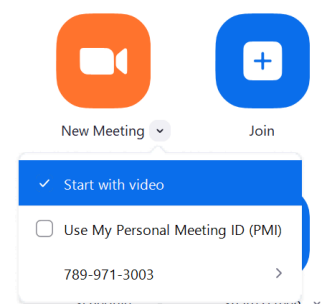 New Meeting
Join
Start with video
Use My Personal Meeting ID (PMI)
789-971-3003